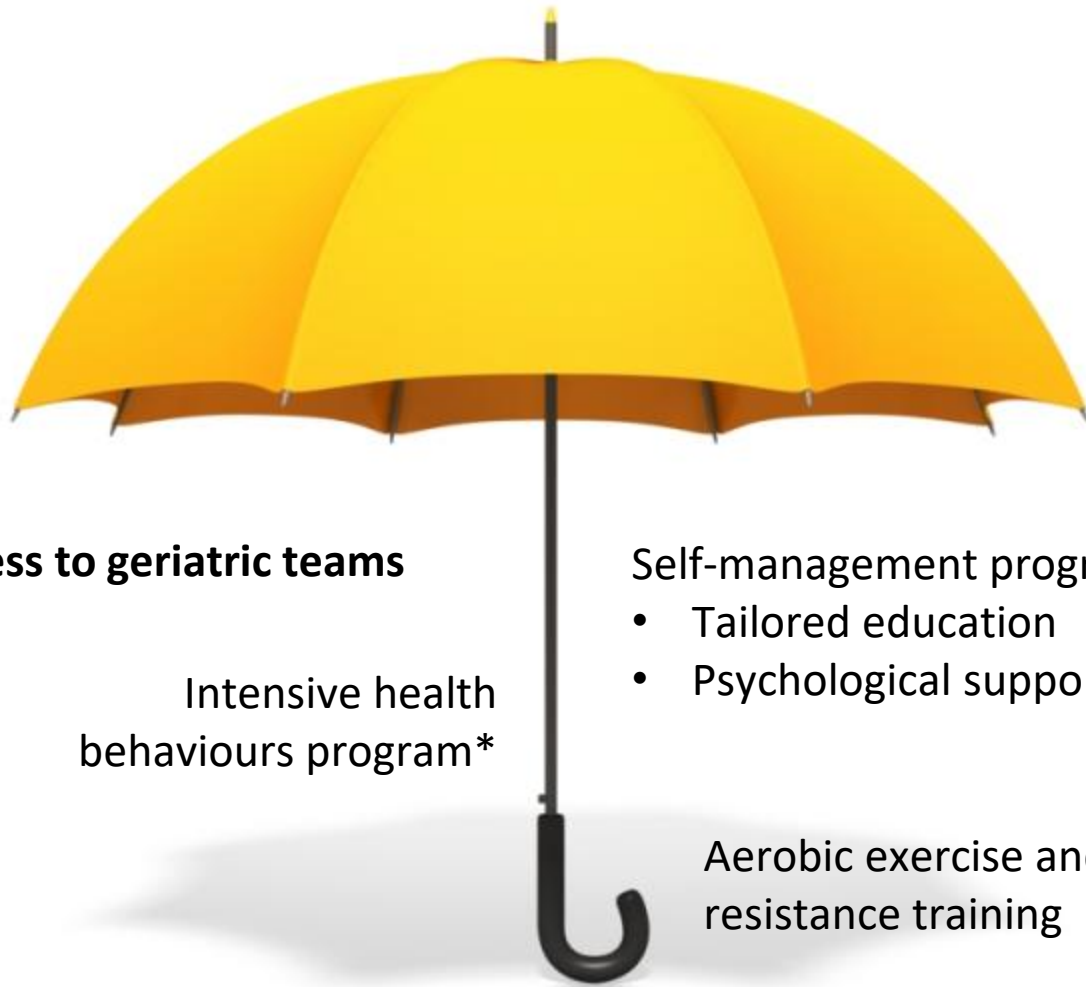 ess to geriatric teams
Intensive health
behaviours program*
Self-management progr
• Tailored education
• Psychological suppo
Aerobic exercise an
resistance training